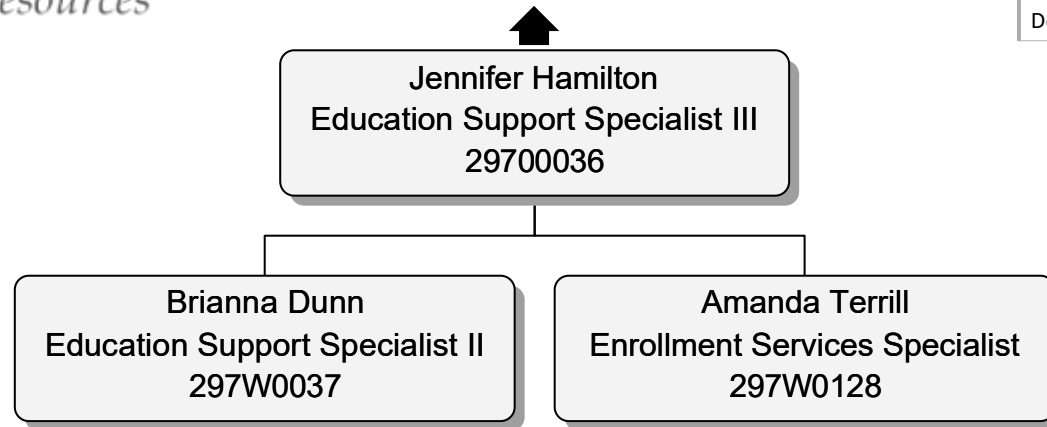 Jennifer Hamilton
Education Support Specialist III
29700036
Brianna Dunn
Education Support Specialist II
297W0037
Amanda Terrill
Enrollment Services Specialist
297W0128